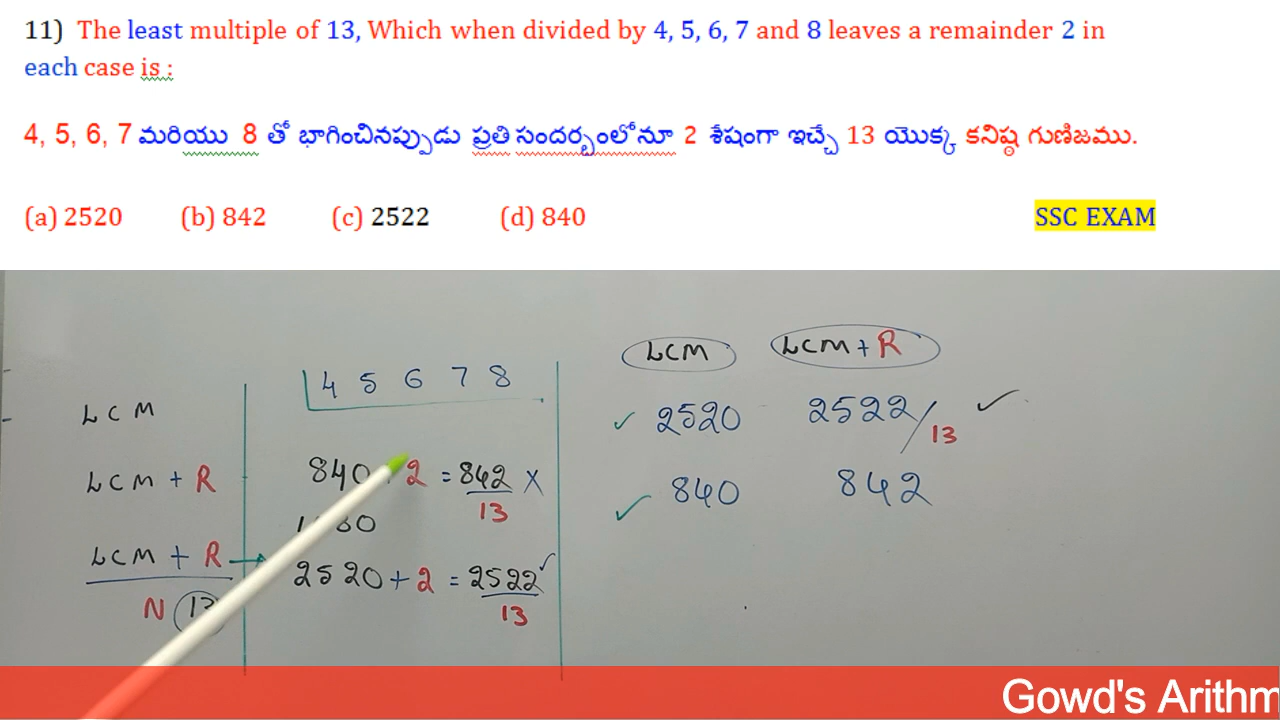 11) The least multiple of 13, Which when divided by 4, 5, 6, 7 and 8 leaves a remainder 2 in
each case is :
4, 5, 6, 7 మరియు 8 తో భాగించినప్పుడు ప్రతి సందర్భంలోనూ 2 శేషంగా ఇచ్చే 13 యొక్క కనిష్ఠ గుణిజము.
(a) 2520 (b) 842 (c) 2522 (d) 840 SSC EXAM
LCM LCM + R
4 5 6 7 8
LCM
2520 2522/13 ✓
LCM + R 840 2 = 842/13 X
840 842
LCM + R / N 13
2520 + 2 = 2522/13 ✓
Gowd's Arithm